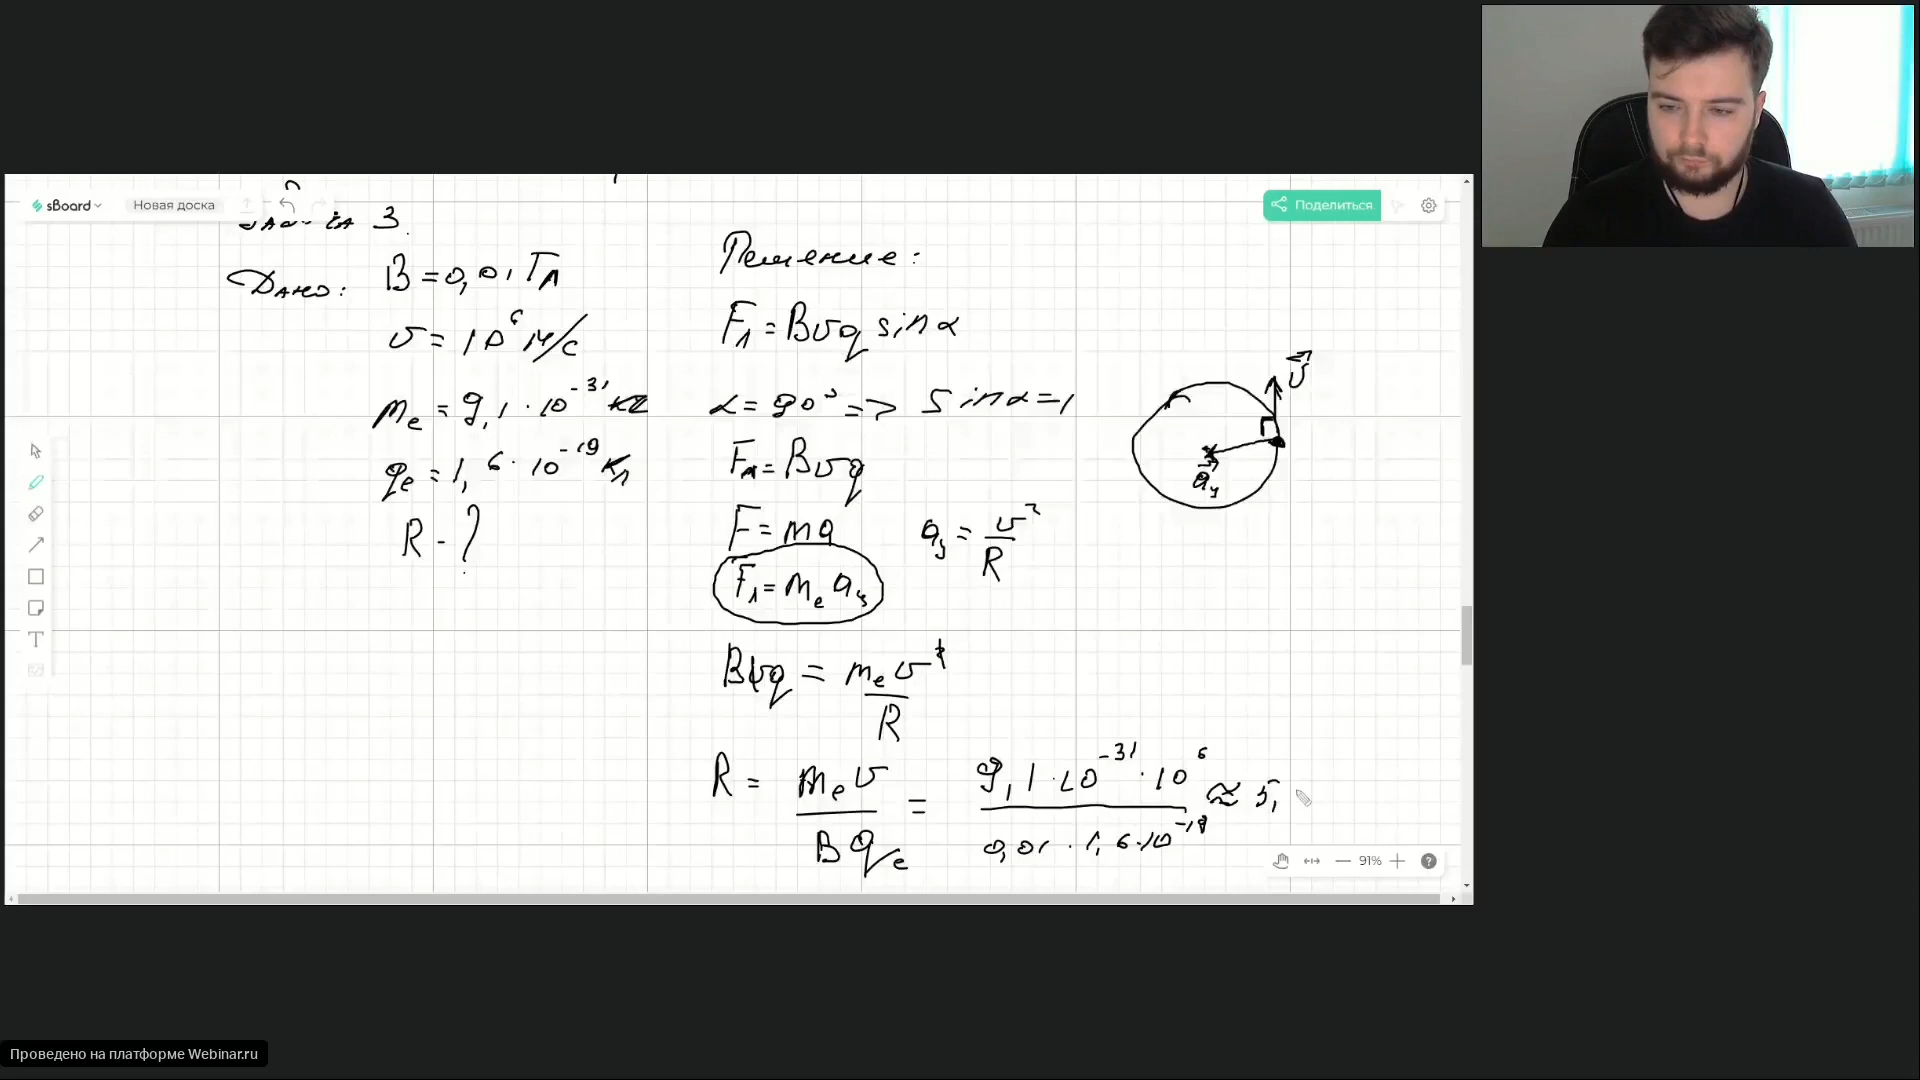 sBoard
Новая доска
Поделиться
3.
Дано: B = 0,01 Тл
υ = 10⁶ м/с
mₑ = 9,1 · 10⁻³¹ кг
qₑ = 1,6 · 10⁻¹⁹ Кл
R - ?
Решение:
Fл = Bυq sin α
α = 90° => Sin α = 1
Fл = Bυq
F = ma aц = υ²/R
Fл = mₑ aц
Bυq = mₑυ²/R
R = mₑυ/Bqₑ = 9,1 · 10⁻³¹ · 10⁶/0,01 · 1,6 · 10⁻¹⁹ ≈ 5,
υ
aц
T
91%
Проведено на платформе Webinar.ru